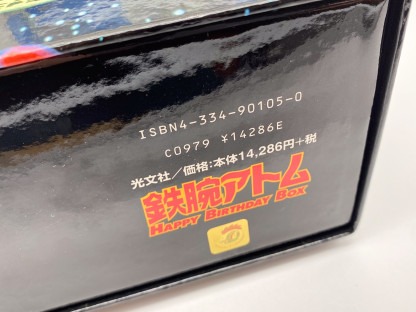 ISBN4-334-90105-0
C0979 ¥14286E
光文社/価格:本体14,286円+税
鉄腕アトム
HAPPY BIRTHDAY BOX